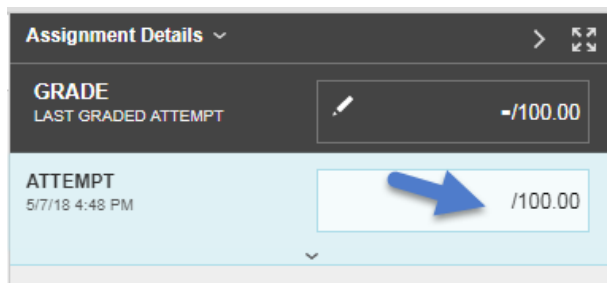 Assignment Details
GRADE
LAST GRADED ATTEMPT
-/100.00
ATTEMPT
5/7/18 4:48 PM
/100.00